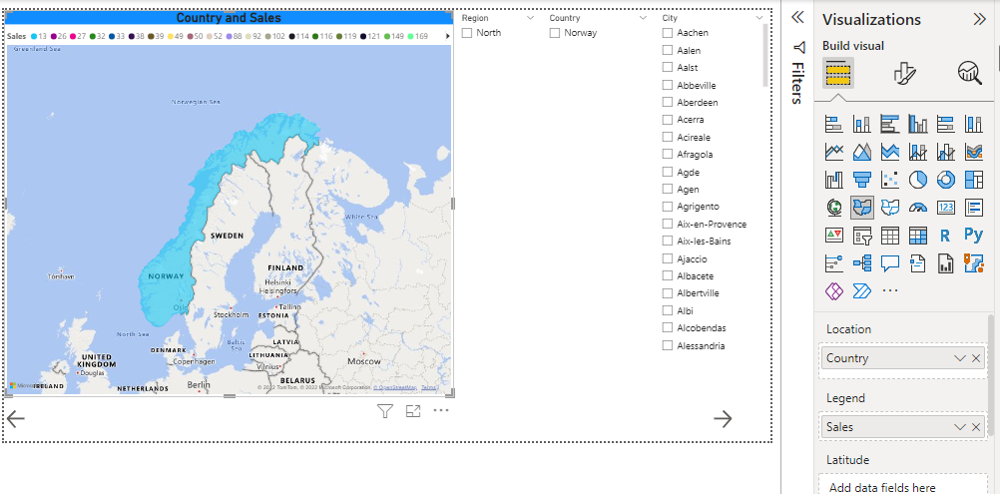 Country and Sales
Sales 13 26 27 32 33 38 39 49 50 52 88 92 102 114 116 119 121 149 169
Greenland Sea
Norwegian Sea
White Sea
SWEDEN
NORWAY
FINLAND
Tórshavn
Helsinki
Helsingfors
Oslo
Stockholm
Tallinn
ESTONIA
North Sea
Baltic
Sea
LATVIA
DENMARK
UNITED
KINGDOM
Copenhagen
LITHUANIA
Moscow
Douglas
Vilnius
IRELAND
NETHERLANDS
Berlin
BELARUS
© 2022 TomTom, © 2022 Microsoft Corporation, © OpenStreetMap Terms
Region
North
Country
Norway
City
Aachen
Aalen
Aalst
Abbeville
Aberdeen
Acerra
Acireale
Afragola
Agde
Agen
Agrigento
Aix-en-Provence
Aix-les-Bains
Ajaccio
Albacete
Albertville
Albi
Alcobendas
Alessandria
Filters
Visualizations
Build visual
123
R
Py
Location
Country
Legend
Sales
Latitude
Add data fields here